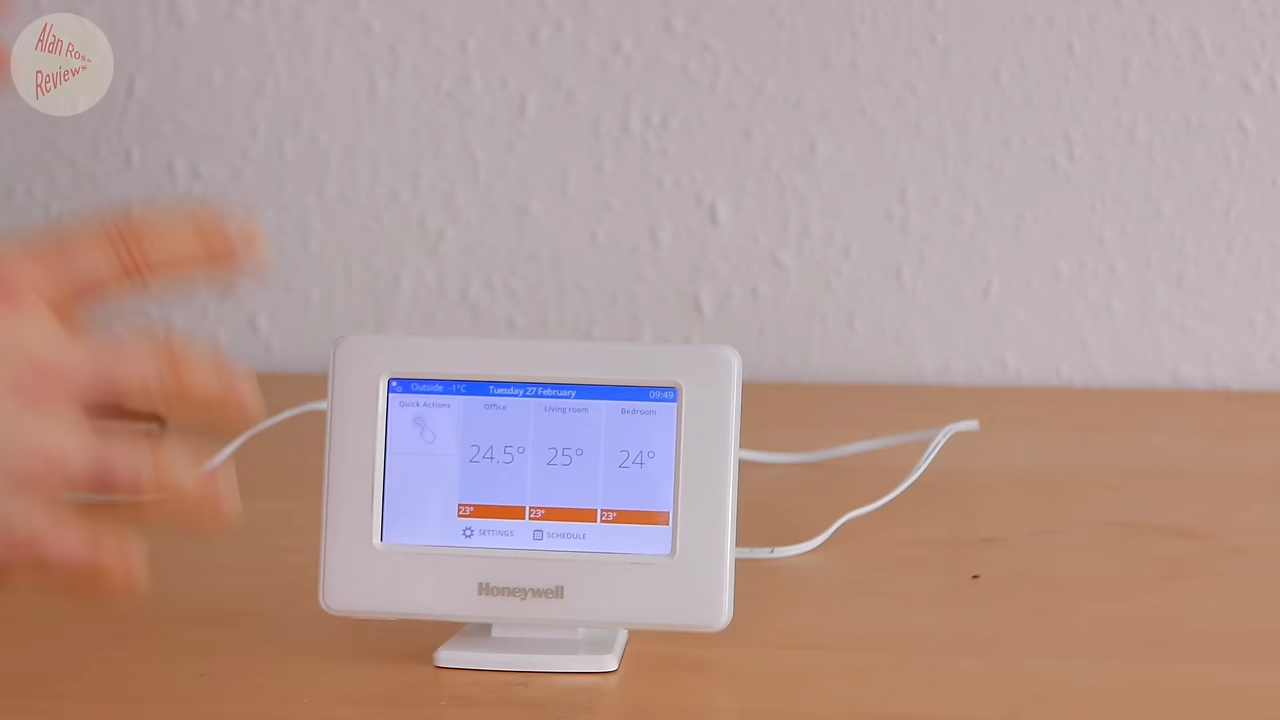 Alan Ross
Reviews
Outside -1°C Tuesday 27 February 09:49
Quick Actions Office Living room Bedroom
24.5° 25° 24°
23° 23° 23°
SETTINGS SCHEDULE
Honeywell